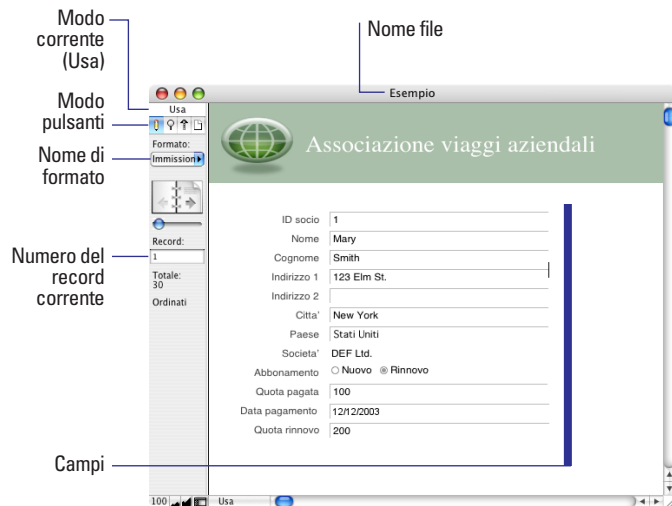 Modo
corrente
(Usa)
Nome file
Modo
pulsanti
Nome di
formato
Numero del
record
corrente
Campi
Esempio
Usa
Formato:
Immission
Record:
1
Totale:
30
Ordinati
Associazione viaggi aziendali
ID socio 1
Nome Mary
Cognome Smith
Indirizzo 1 123 Elm St.
Indirizzo 2
Citta' New York
Paese Stati Uniti
Societa' DEF Ltd.
Abbonamento Nuovo Rinnovo
Quota pagata 100
Data pagamento 12/12/2003
Quota rinnovo 200
100 Usa